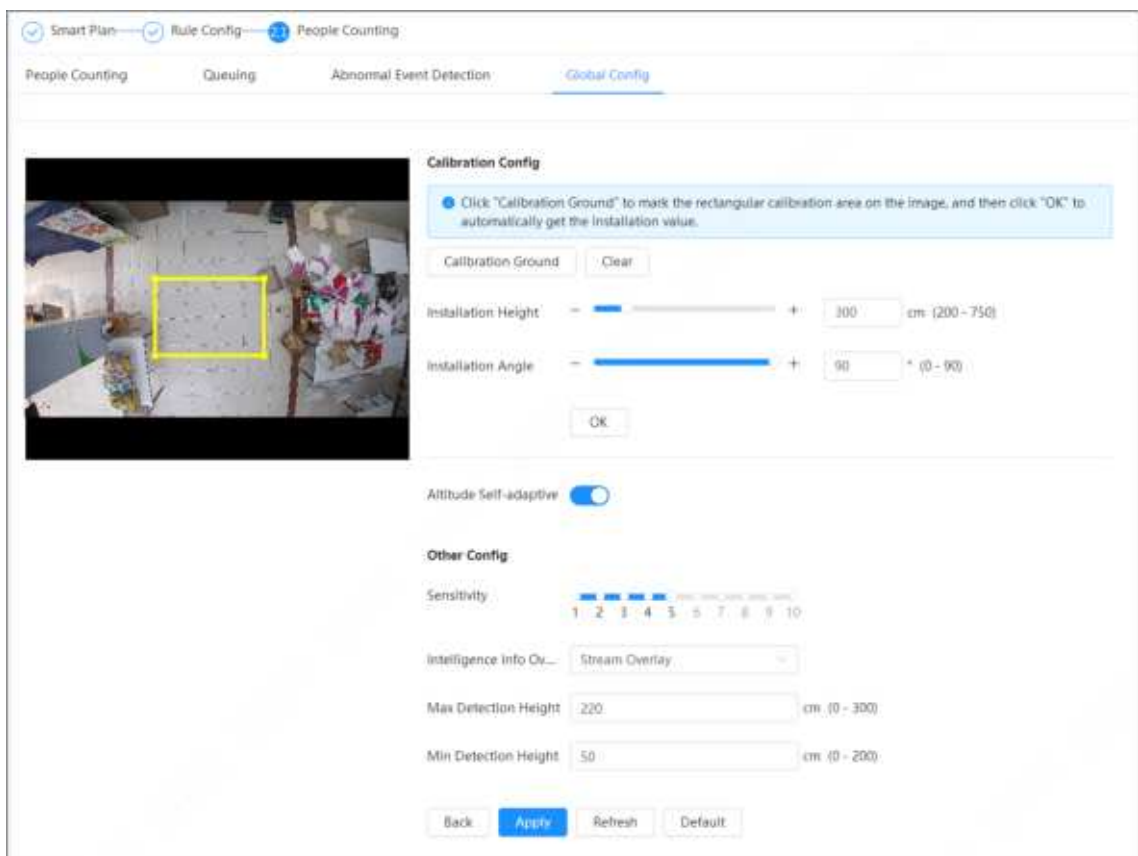 Smart Plan Rule Config 2.1 People Counting
People Counting Queuing Abnormal Event Detection Global Config
Calibration Config
Click "Calibration Ground" to mark the rectangular calibration area on the image, and then click "OK" to
automatically get the installation value.
Calibration Ground Clear
Installation Height - + 300 cm (200 - 750)
Installation Angle - + 90 ° (0 - 90)
OK
Altitude Self-adaptive
Other Config
Sensitivity
1 2 3 4 5 6 7 8 9 10
Intelligence Info Ov... Stream Overlay
Max Detection Height 220 cm (0 - 300)
Min Detection Height 50 cm (0 - 200)
Back Apply Refresh Default